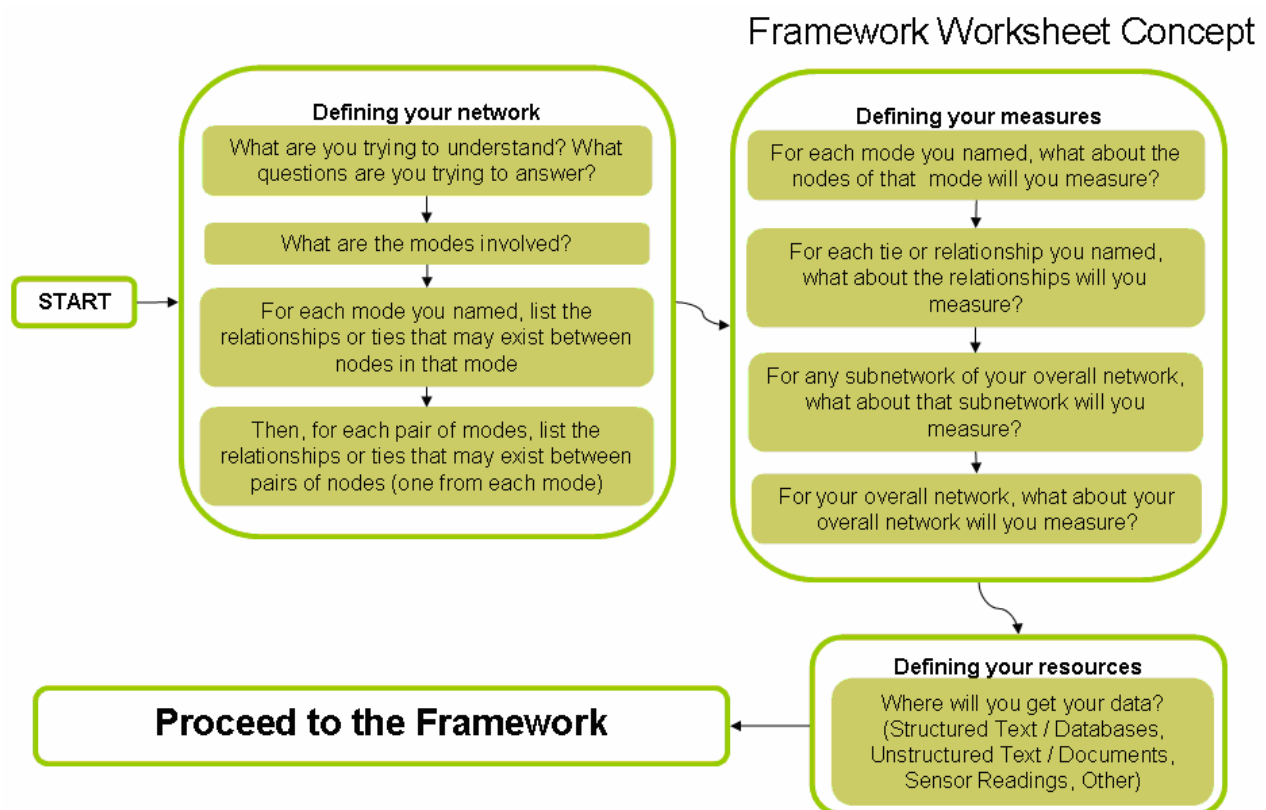 Framework Worksheet Concept
START
Defining your network
What are you trying to understand? What
questions are you trying to answer?
What are the modes involved?
For each mode you named, list the
relationships or ties that may exist between
nodes in that mode
Then, for each pair of modes, list the
relationships or ties that may exist between
pairs of nodes (one from each mode)
Defining your measures
For each mode you named, what about the
nodes of that mode will you measure?
For each tie or relationship you named,
what about the relationships will you
measure?
For any subnetwork of your overall network,
what about that subnetwork will you
measure?
For your overall network, what about your
overall network will you measure?
Defining your resources
Where will you get your data?
(Structured Text / Databases,
Unstructured Text / Documents,
Sensor Readings, Other)
Proceed to the Framework